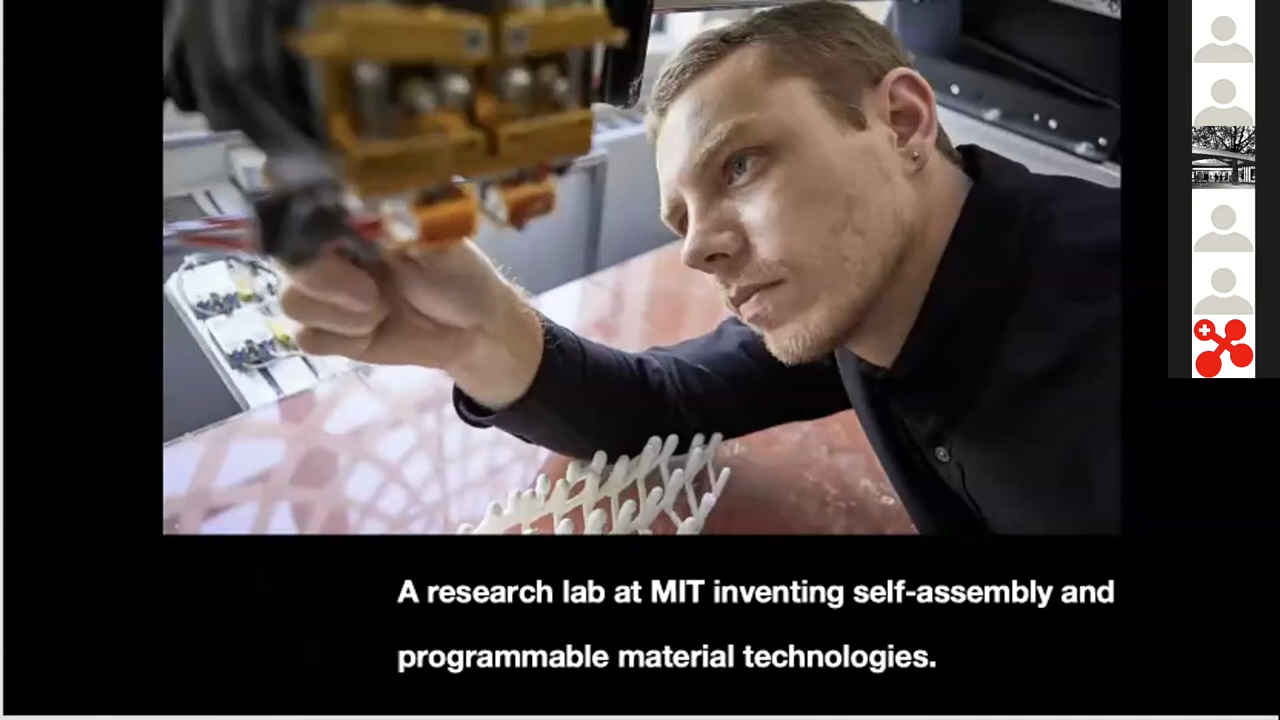 A research lab at MIT inventing self-assembly and
programmable material technologies.